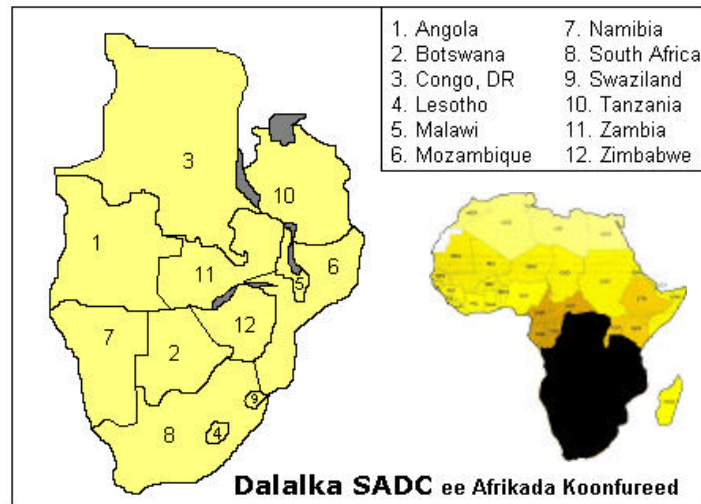 1. Angola
2. Botswana
3. Congo, DR
4. Lesotho
5. Malawi
6. Mozambique
7. Namibia
8. South Africa
9. Swaziland
10. Tanzania
11. Zambia
12. Zimbabwe
3
10
1
11
5
6
7
12
2
9
8
4
Dalalka SADC ee Afrikada Koonfureed